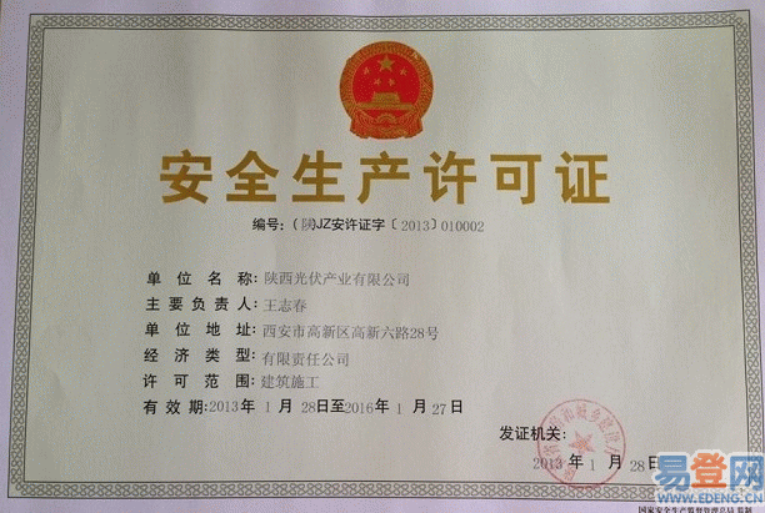 安全生产许可证
编号:(陕)JZ安许证字〔2013〕010002
单位名称:陕西光伏产业有限公司
主要负责人:王志春
单位地址:西安市高新区高新六路28号
经济类型:有限责任公司
许可范围:建筑施工
有效期:2013年1月28日至2016年1月27日
发证机关:
2013年1月28日
易登网
WWW.EDENG.CN
国家安全生产监督管理总局 监制